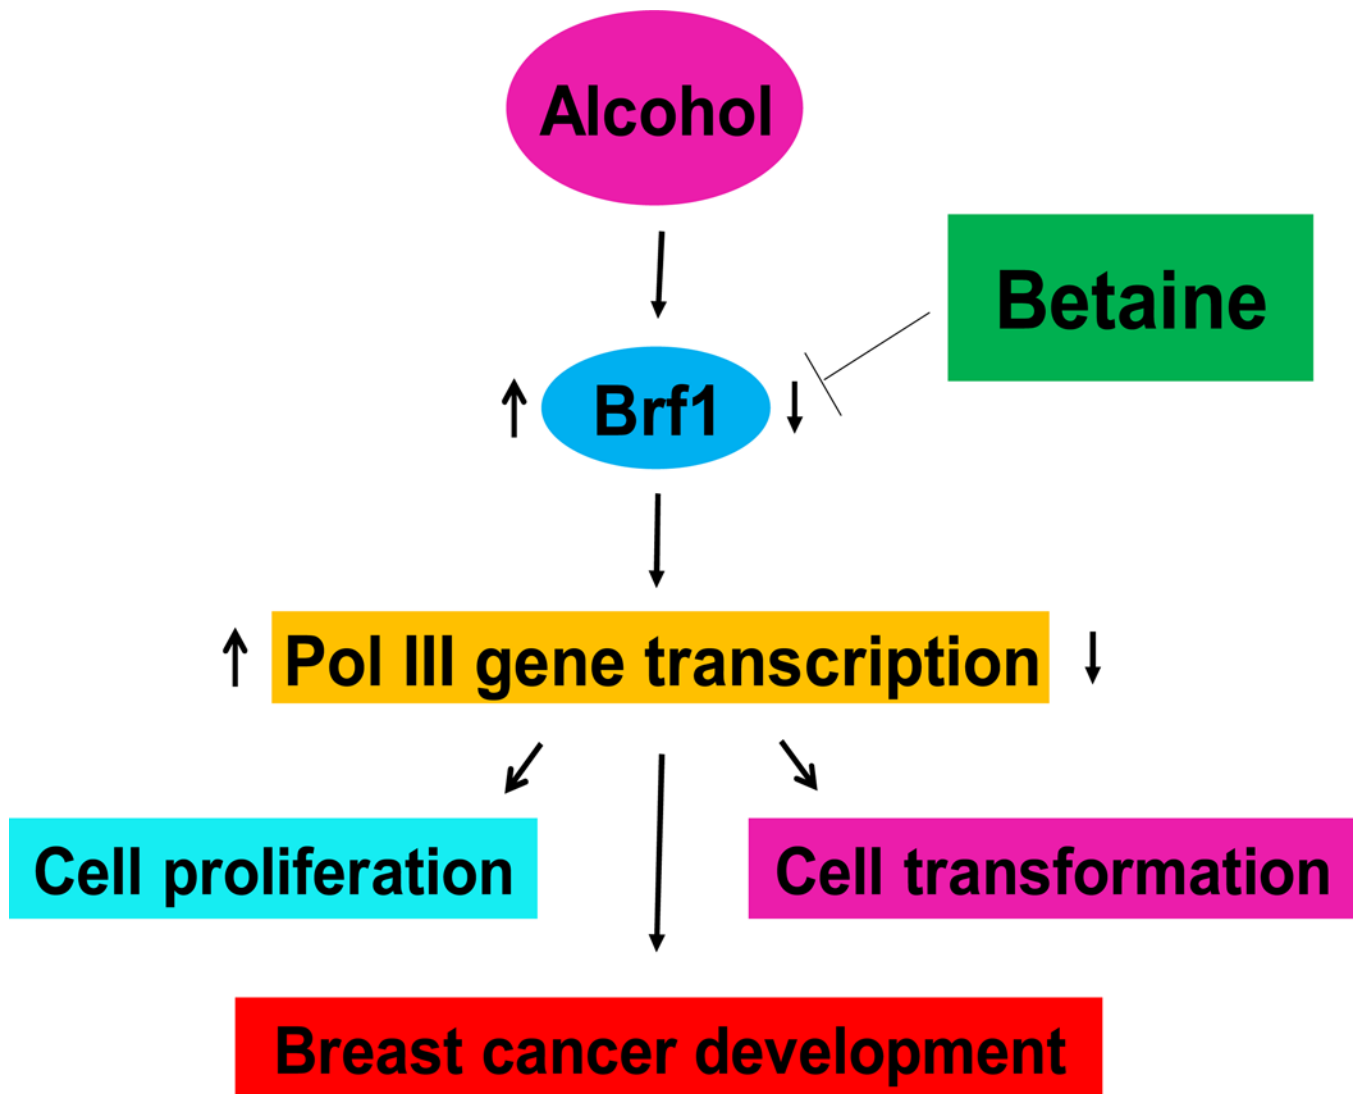 Alcohol
Betaine
Brf1
Pol III gene transcription
Cell proliferation
Cell transformation
Breast cancer development